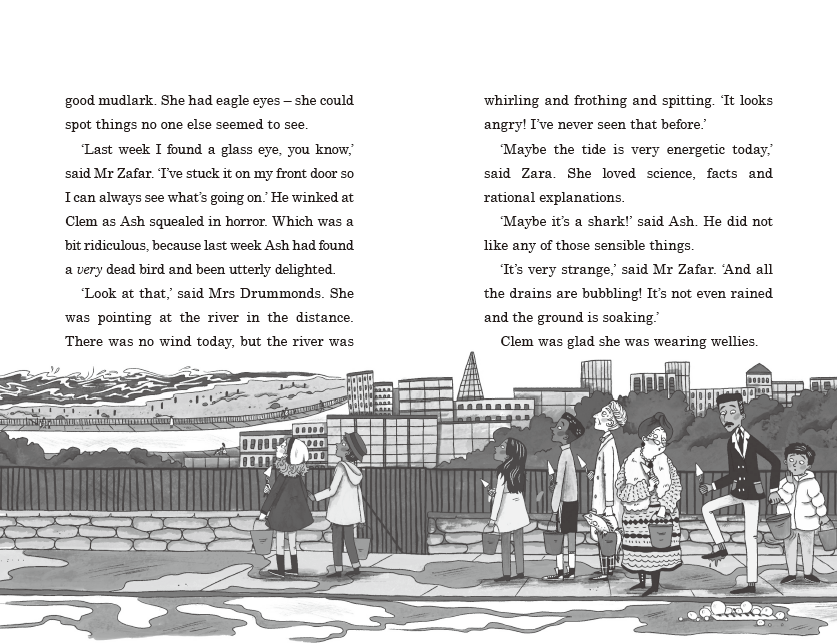 good mudlark. She had eagle eyes – she could
spot things no one else seemed to see.
‘Last week I found a glass eye, you know,’
said Mr Zafar. ‘I’ve stuck it on my front door so
I can always see what’s going on.’ He winked at
Clem as Ash squealed in horror. Which was a
bit ridiculous, because last week Ash had found
a very dead bird and been utterly delighted.
‘Look at that,’ said Mrs Drummonds. She
was pointing at the river in the distance.
There was no wind today, but the river was
whirling and frothing and spitting. ‘It looks
angry! I’ve never seen that before.’
‘Maybe the tide is very energetic today,’
said Zara. She loved science, facts and
rational explanations.
‘Maybe it’s a shark!’ said Ash. He did not
like any of those sensible things.
‘It’s very strange,’ said Mr Zafar. ‘And all
the drains are bubbling! It’s not even rained
and the ground is soaking.’
Clem was glad she was wearing wellies.